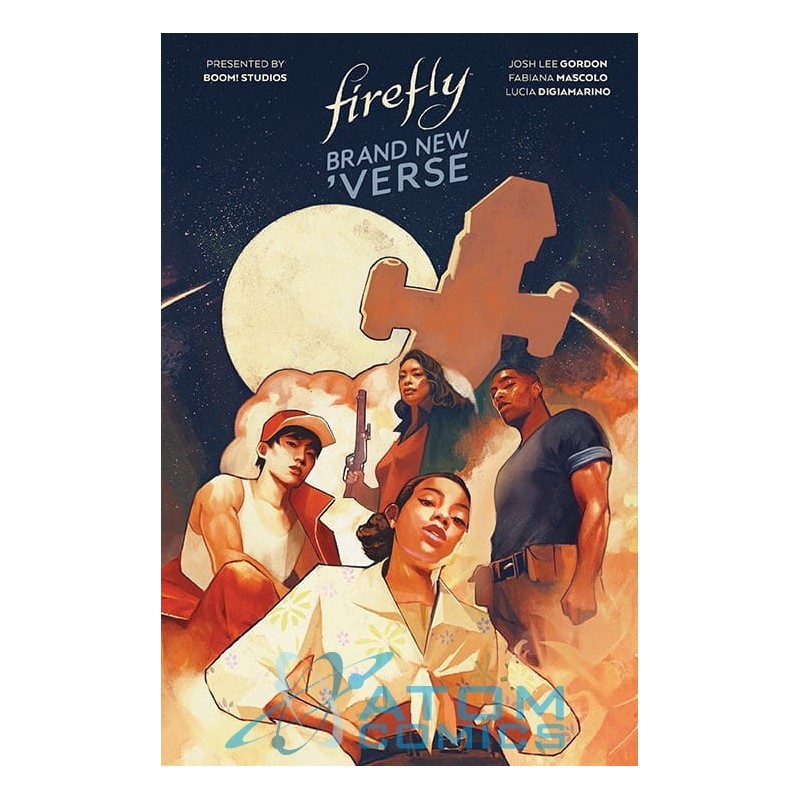 PRESENTED BY
BOOM! STUDIOS
JOSH LEE GORDON
FABIANA MASCOLO
LUCIA DIGIAMARINO
firefly
BRAND NEW
'VERSE
ATOM
COMICS